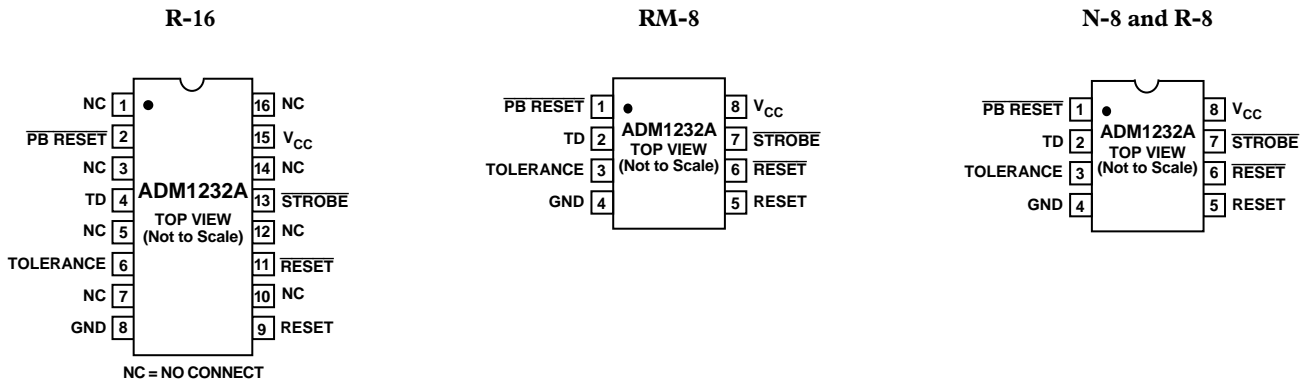 R-16
NC 1
PB RESET 2
NC 3
TD 4
NC 5
TOLERANCE 6
NC 7
GND 8
ADM1232A
TOP VIEW
(Not to Scale)
16 NC
15 VCC
14 NC
13 STROBE
12 NC
11 RESET
10 NC
9 RESET
NC = NO CONNECT
RM-8
PB RESET 1
TD 2
TOLERANCE 3
GND 4
ADM1232A
TOP VIEW
(Not to Scale)
8 VCC
7 STROBE
6 RESET
5 RESET
N-8 and R-8
PB RESET 1
TD 2
TOLERANCE 3
GND 4
ADM1232A
TOP VIEW
(Not to Scale)
8 VCC
7 STROBE
6 RESET
5 RESET